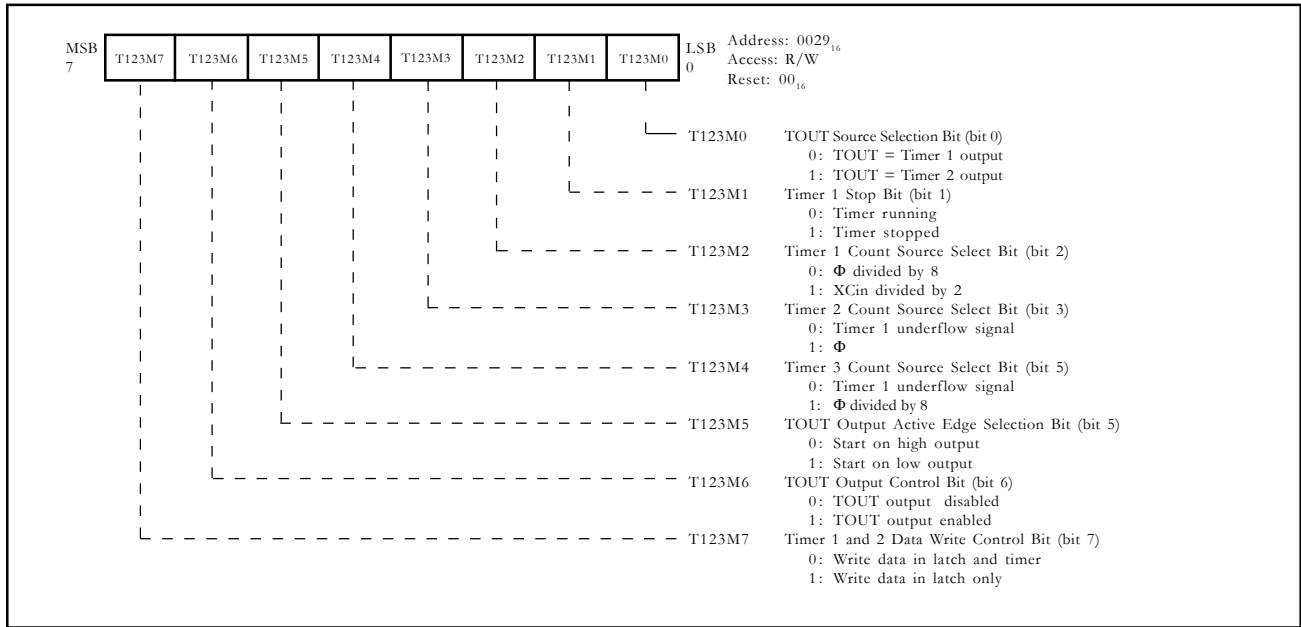 MSB
7
T123M7 T123M6 T123M5 T123M4 T123M3 T123M2 T123M1 T123M0
LSB
0
Address: 0029₁₆
Access: R/W
Reset: 00₁₆
T123M0 TOUT Source Selection Bit (bit 0)
0: TOUT = Timer 1 output
1: TOUT = Timer 2 output
T123M1 Timer 1 Stop Bit (bit 1)
0: Timer running
1: Timer stopped
T123M2 Timer 1 Count Source Select Bit (bit 2)
0: Φ divided by 8
1: XCin divided by 2
T123M3 Timer 2 Count Source Select Bit (bit 3)
0: Timer 1 underflow signal
1: Φ
T123M4 Timer 3 Count Source Select Bit (bit 5)
0: Timer 1 underflow signal
1: Φ divided by 8
T123M5 TOUT Output Active Edge Selection Bit (bit 5)
0: Start on high output
1: Start on low output
T123M6 TOUT Output Control Bit (bit 6)
0: TOUT output disabled
1: TOUT output enabled
T123M7 Timer 1 and 2 Data Write Control Bit (bit 7)
0: Write data in latch and timer
1: Write data in latch only